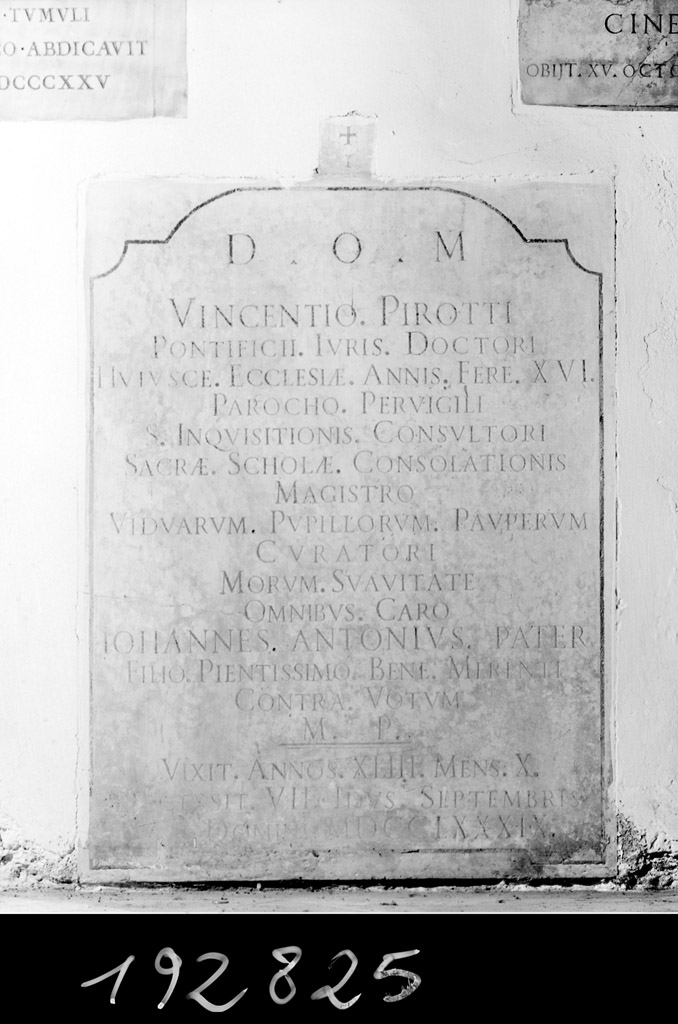 · TVMVLI
O · ABDICAVIT
DCCCXXV
CINE
OBIJT. XV. OCTO
D . O . M
VINCENTIO. PIROTTI
PONTIFICII. IVRIS. DOCTORI
HVIVSCE. ECCLESIÆ. ANNIS. FERE. XVI.
PAROCHO. PERVIGILI
S. INQVISITIONIS. CONSVLTORI
SACRÆ. SCHOLÆ. CONSOLATIONIS
MAGISTRO
VIDVARVM. PVPILLORVM. PAVPERVM
CVRATORI
MORVM. SVAVITATE
OMNIBVS. CARO
IOHANNES. ANTONIVS. PATER
FILIO. PIENTISSIMO. BENE. MERENTI
CONTRA. VOTVM
M. P.
VIXIT. ANNOS. XLIII. MENS. X.
VII. IDVS. SEPTEMBRIS
MDCCLXXXIX.
192825